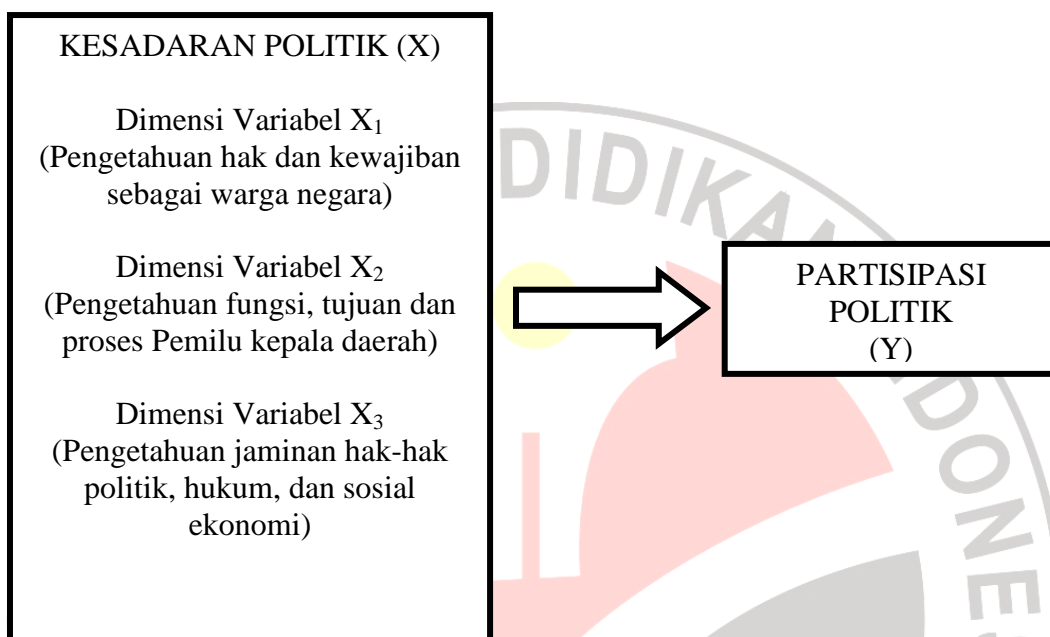 KESADARAN POLITIK (X)
Dimensi Variabel X₁
(Pengetahuan hak dan kewajiban
sebagai warga negara)
Dimensi Variabel X₂
(Pengetahuan fungsi, tujuan dan
proses Pemilu kepala daerah)
Dimensi Variabel X₃
(Pengetahuan jaminan hak-hak
politik, hukum, dan sosial
ekonomi)
PARTISIPASI
POLITIK
(Y)